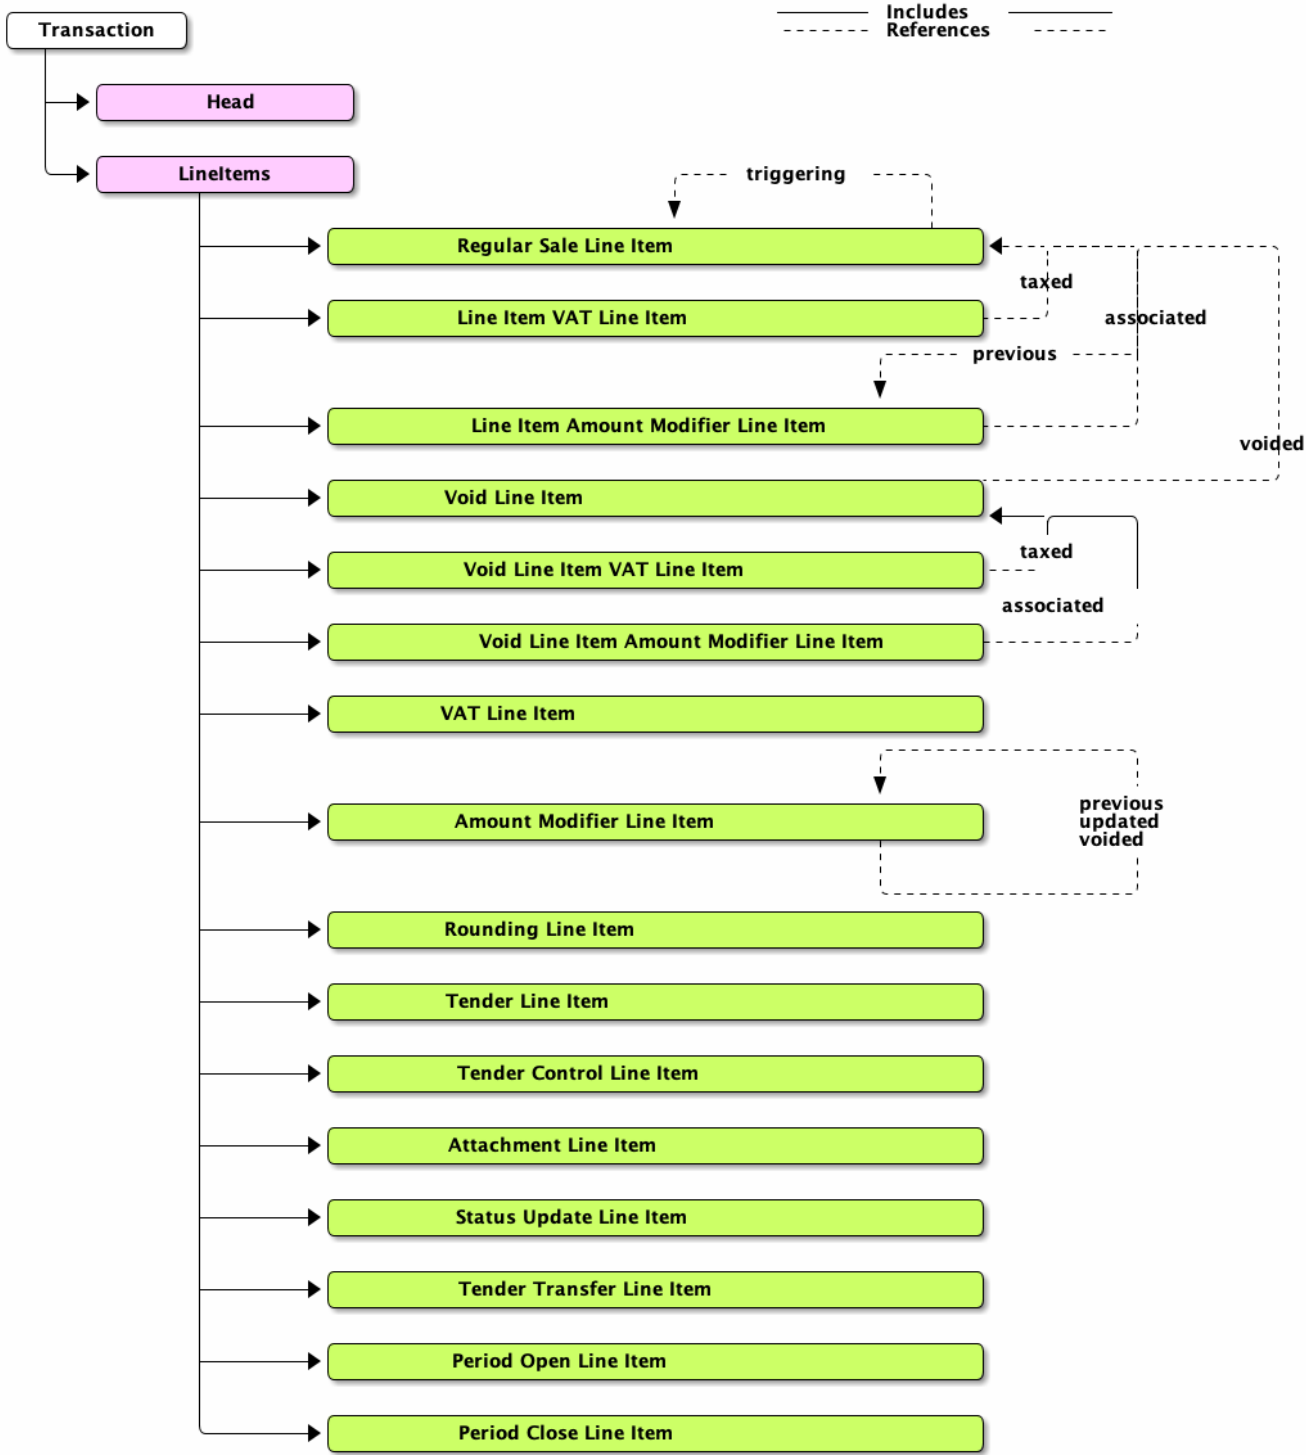 Includes
Transaction
References
Head
LineItems
triggering
Regular Sale Line Item
taxed
Line Item VAT Line Item
associated
previous
Line Item Amount Modifier Line Item
voided
Void Line Item
taxed
Void Line Item VAT Line Item
associated
Void Line Item Amount Modifier Line Item
VAT Line Item
previous
Amount Modifier Line Item
updated
voided
Rounding Line Item
Tender Line Item
Tender Control Line Item
Attachment Line Item
Status Update Line Item
Tender Transfer Line Item
Period Open Line Item
Period Close Line Item